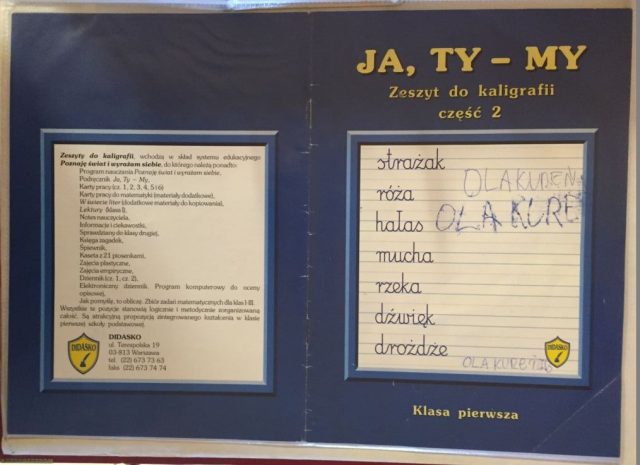 Zeszyty do kaligrafii, wchodzą w skład systemu edukacyjnego
Poznaję świat i wyrażam siebie, do którego należą ponadto:
Program nauczania Poznaję świat i wyrażam siebie,
Podręcznik Ja, Ty – My,
Karty pracy (cz. 1, 2, 3, 4, 5 i 6)
Karty pracy do matematyki (materiały dodatkowe),
W świecie liter (dodatkowe materiały do kopiowania),
Lektury (klasa I),
Notes nauczyciela,
Informacje i ciekawostki,
Sprawdziany do klasy drugiej,
Księga zagadek,
Śpiewnik,
Kaseta z 21 piosenkami,
Zajęcia plastyczne,
Zajęcia empiryczne,
Dziennik (cz. 1, cz. 2),
Elektroniczny dziennik. Program komputerowy do oceny
opisowej,
Jak pomyślę, to obliczę. Zbiór zadań matematycznych dla klas I-III.
Wszystkie te pozycje stanowią logicznie i metodycznie zorganizowaną
całość. Są atrakcyjną propozycją zintegrowanego kształcenia w klasie
pierwszej szkoły podstawowej.
DIDASKO
DIDASKO
ul. Terespolska 19
03-813 Warszawa
tel. (22) 673 73 63
faks (22) 673 74 74
JA, TY – MY
Zeszyt do kaligrafii
część 2
strażak
róża
OLA
hałas
OLA
mucha
rzeka
dźwięk
drożdże
OLA
DIDASKO
Klasa pierwsza